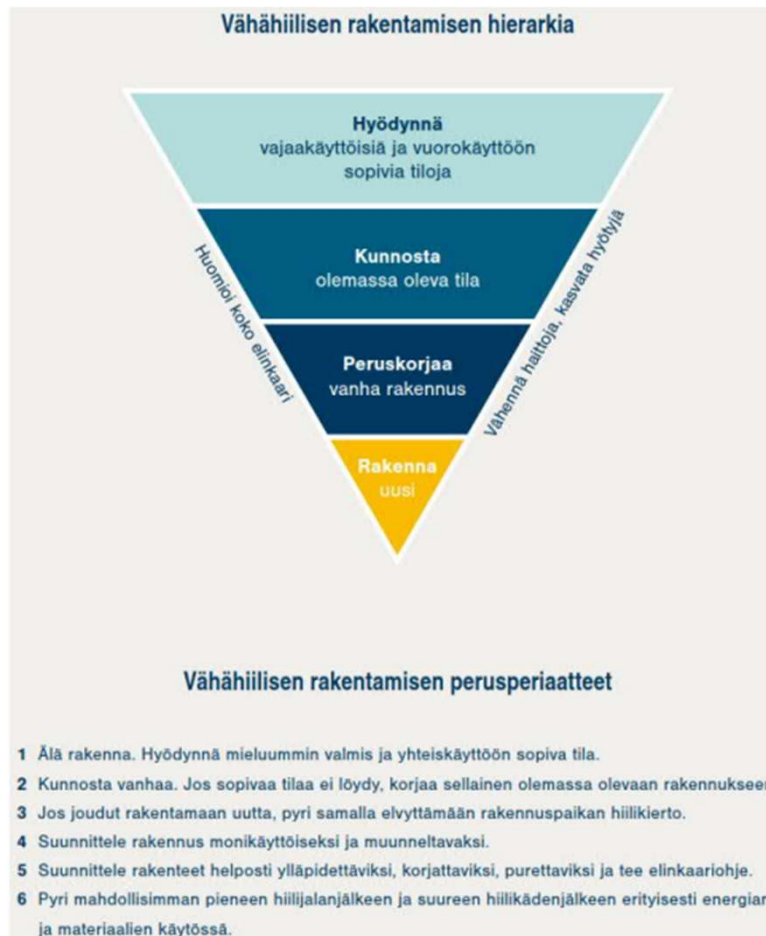 Vähähiilisen rakentamisen hierarkia
Hyödynnä
vajaakäyttöisiä ja vuorokäyttöön
sopivia tiloja
Kunnosta
olemassa oleva tila
Peruskorjaa
vanha rakennus
Rakenna
uusi
Huomioi koko elinkaari
Vähennä haittoja, kasvata hyötyjä
Vähähiilisen rakentamisen perusperiaatteet
1 Älä rakenna. Hyödynnä mieluummin valmis ja yhteiskäyttöön sopiva tila.
2 Kunnosta vanhaa. Jos sopivaa tilaa ei löydy, korjaa sellainen olemassa olevaan rakennukseen
3 Jos joudut rakentamaan uutta, pyri samalla elvyttämään rakennuspaikan hiilikierto.
4 Suunnittele rakennus monikäyttöiseksi ja muunneltavaksi.
5 Suunnittele rakenteet helposti ylläpidettäviksi, korjattaviksi, purettaviksi ja tee elinkaariohje.
6 Pyri mahdollisimman pieneen hiilijalanjälkeen ja suureen hiilikädenjälkeen erityisesti energian
ja materiaalien käytössä.